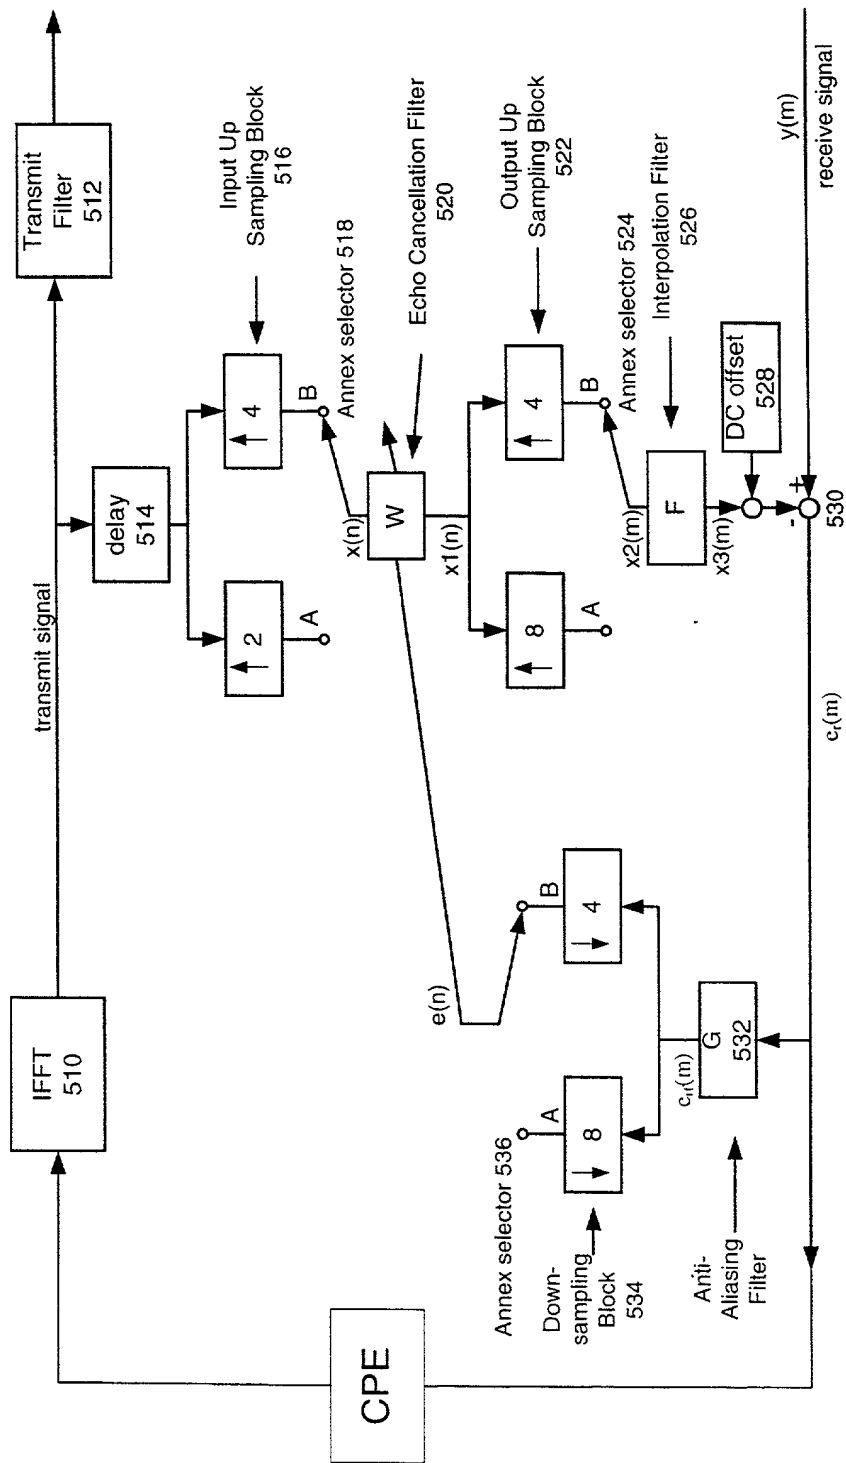 CPE
IFFT
510
transmit signal
Transmit
Filter
512
delay
514
2
4
A
B
Input Up
Sampling Block
516
Annex selector 518
x(n)
W
Echo Cancellation Filter
520
x1(n)
8
4
A
B
Output Up
Sampling Block
522
Annex selector 524
x2(m)
F
x3(m)
Interpolation Filter
526
DC offset
528
-
+
530
y(m)
receive signal
e(n)
Annex selector 536
A
B
8
4
Down-
sampling
Block
534
G
532
Anti-
Aliasing
Filter
cᵣ(m)